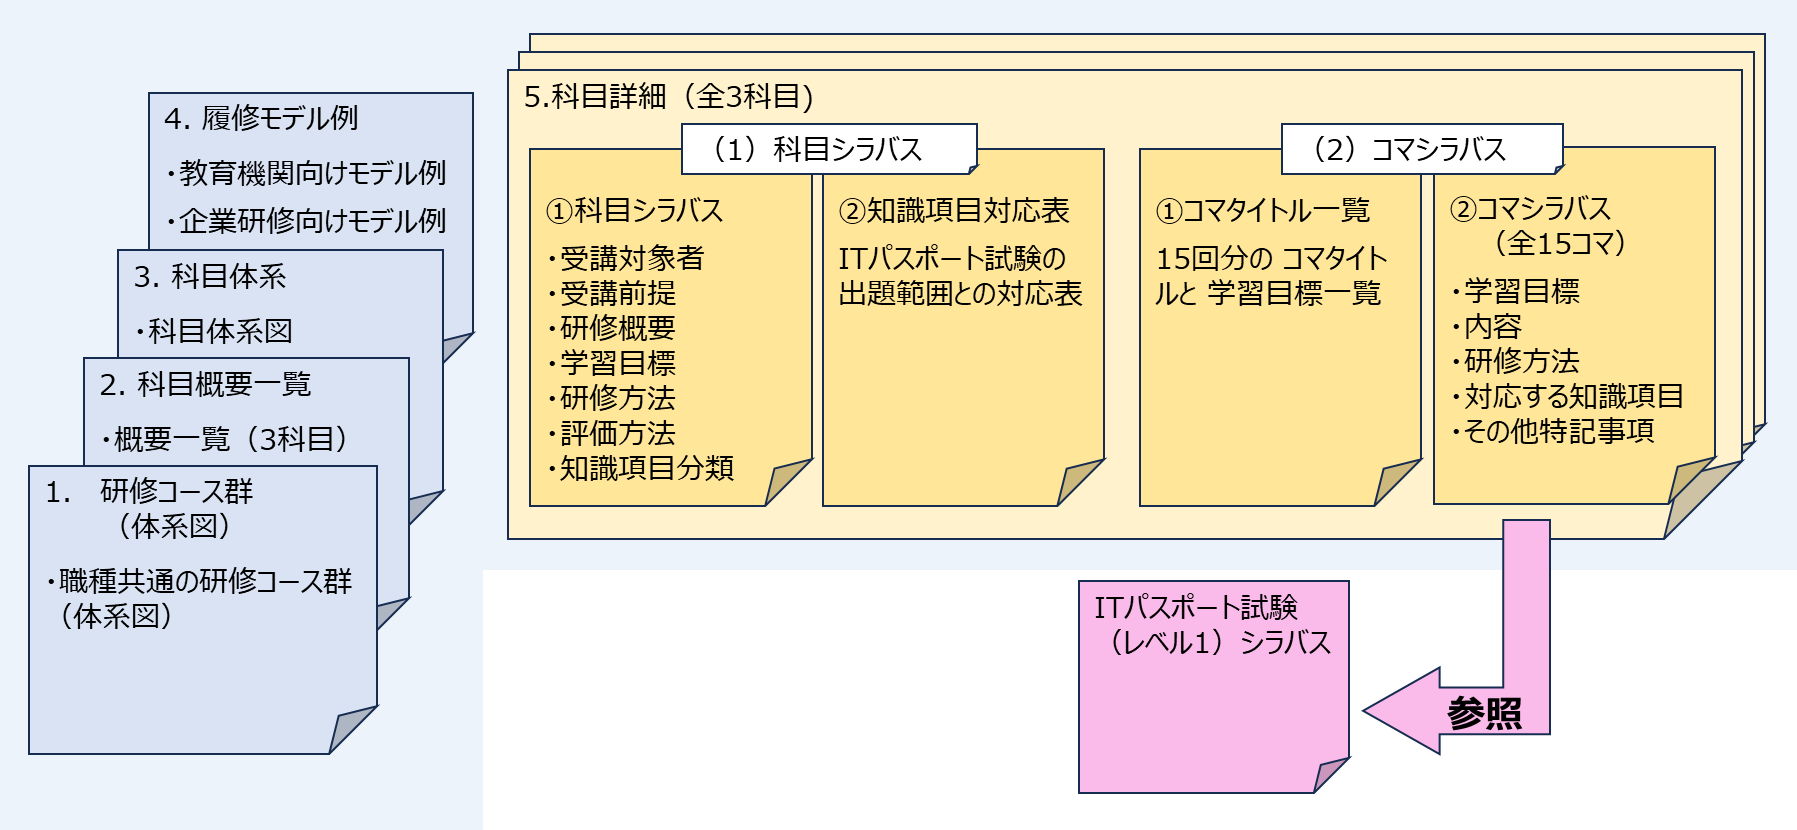 4. 履修モデル例
・教育機関向けモデル例
・企業研修向けモデル例
3. 科目体系
・科目体系図
2. 科目概要一覧
・概要一覧（3科目）
1. 研修コース群
（体系図）
・職種共通の研修コース群
（体系図）
5.科目詳細（全3科目)
（1）科目シラバス
①科目シラバス
・受講対象者
・受講前提
・研修概要
・学習目標
・研修方法
・評価方法
・知識項目分類
②知識項目対応表
ITパスポート試験の
出題範囲との対応表
（2）コマシラバス
①コマタイトル一覧
15回分の コマタイト
ルと 学習目標一覧
②コマシラバス
（全15コマ）
・学習目標
・内容
・研修方法
・対応する知識項目
・その他特記事項
ITパスポート試験
（レベル1）シラバス
参照